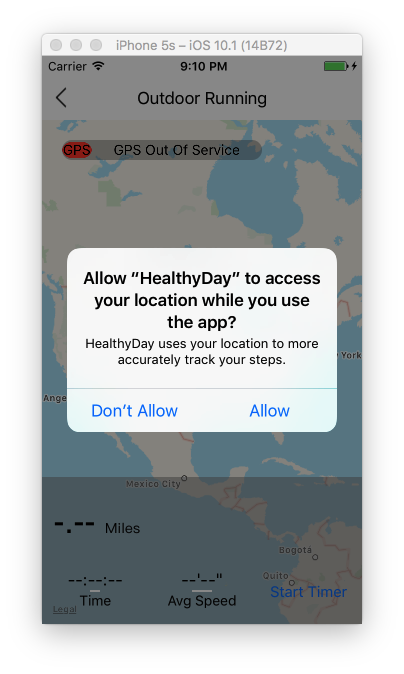 iPhone 5s – iOS 10.1 (14B72)
Carrier 9:10 PM
Outdoor Running
GPS GPS Out Of Service
Allow “HealthyDay” to access
your location while you use
the app?
HealthyDay uses your location to more
accurately track your steps.
York
Ange
Don’t Allow Allow
Mexico City
-.-- Miles
Bogotá
Quito
--:--:-- --'--"
Start Timer
Time Avg Speed
Legal